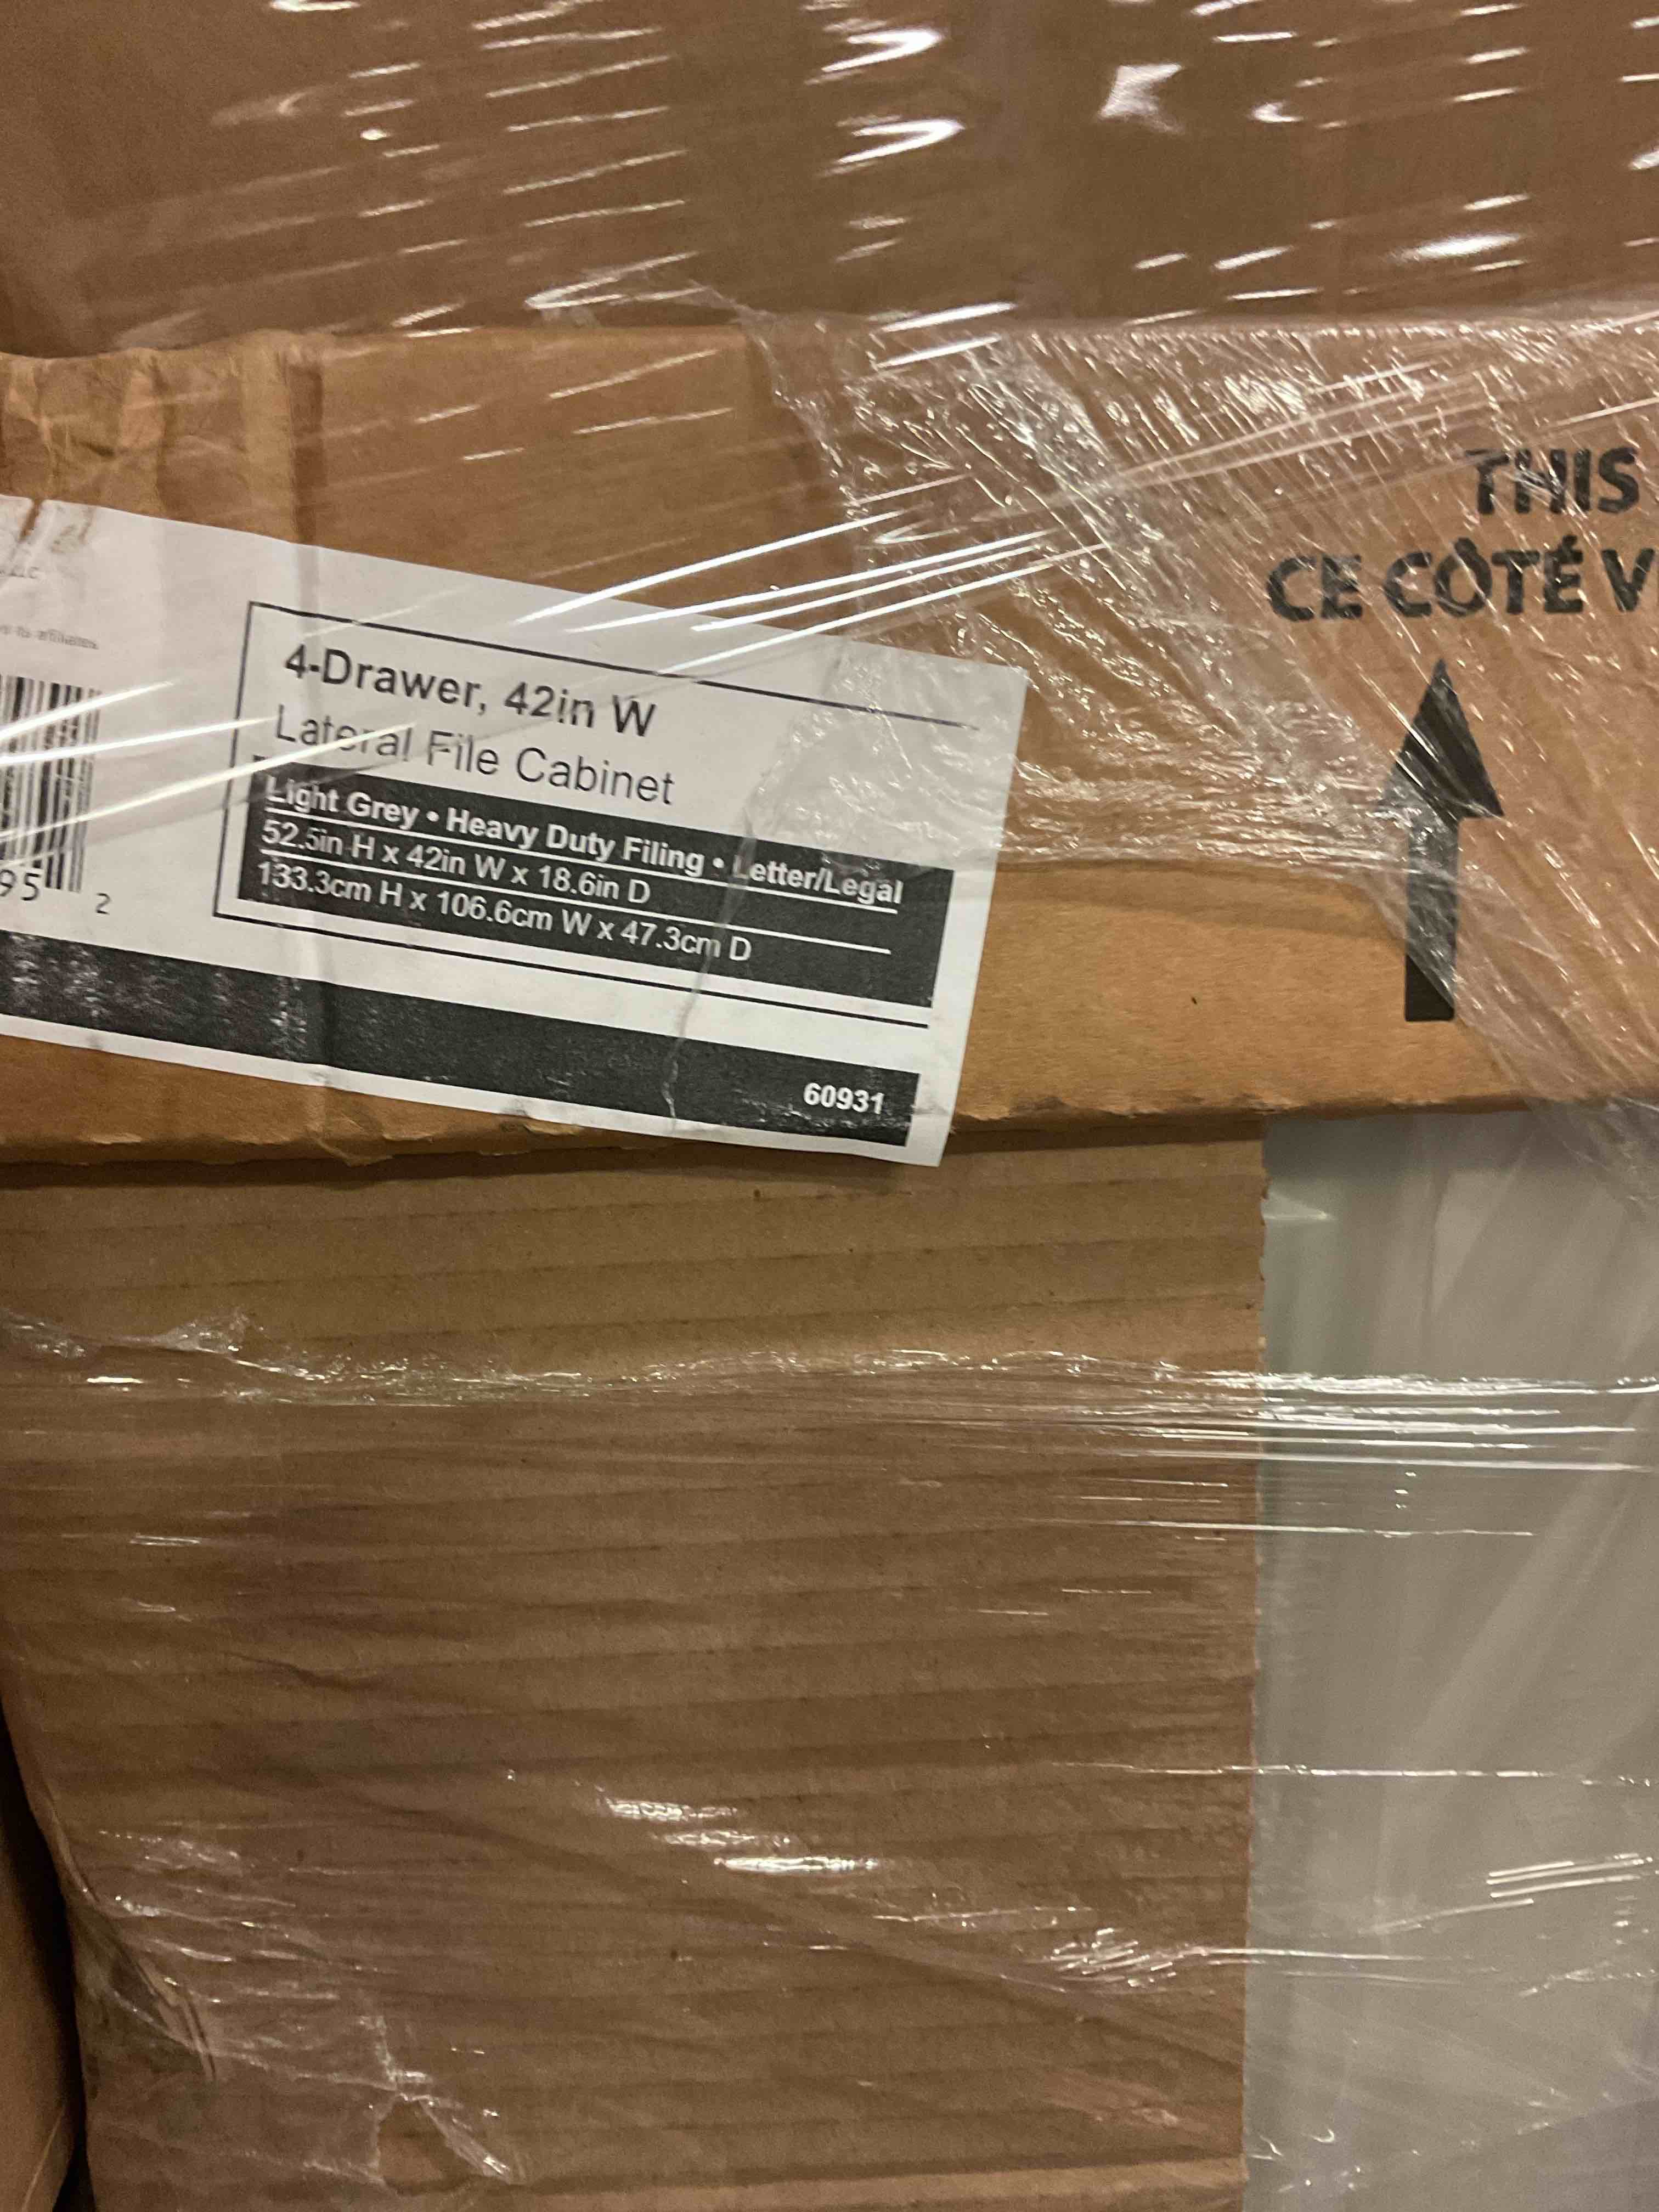 THIS
CE CÔTÉ
4-Drawer, 42in W
Lateral File Cabinet
Light Grey • Heavy Duty Filing • Letter/Legal
52.5in H x 42in W x 18.6in D
133.3cm H x 106.6cm W x 47.3cm D
95 2
60931